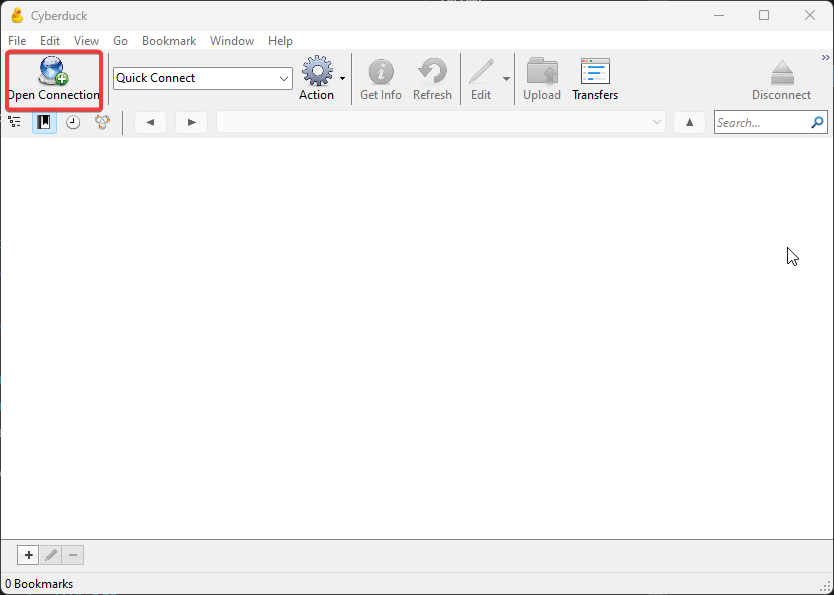 Cyberduck
File Edit View Go Bookmark Window Help
Open Connection Quick Connect Action Get Info Refresh Edit Upload Transfers Disconnect
Search...
0 Bookmarks